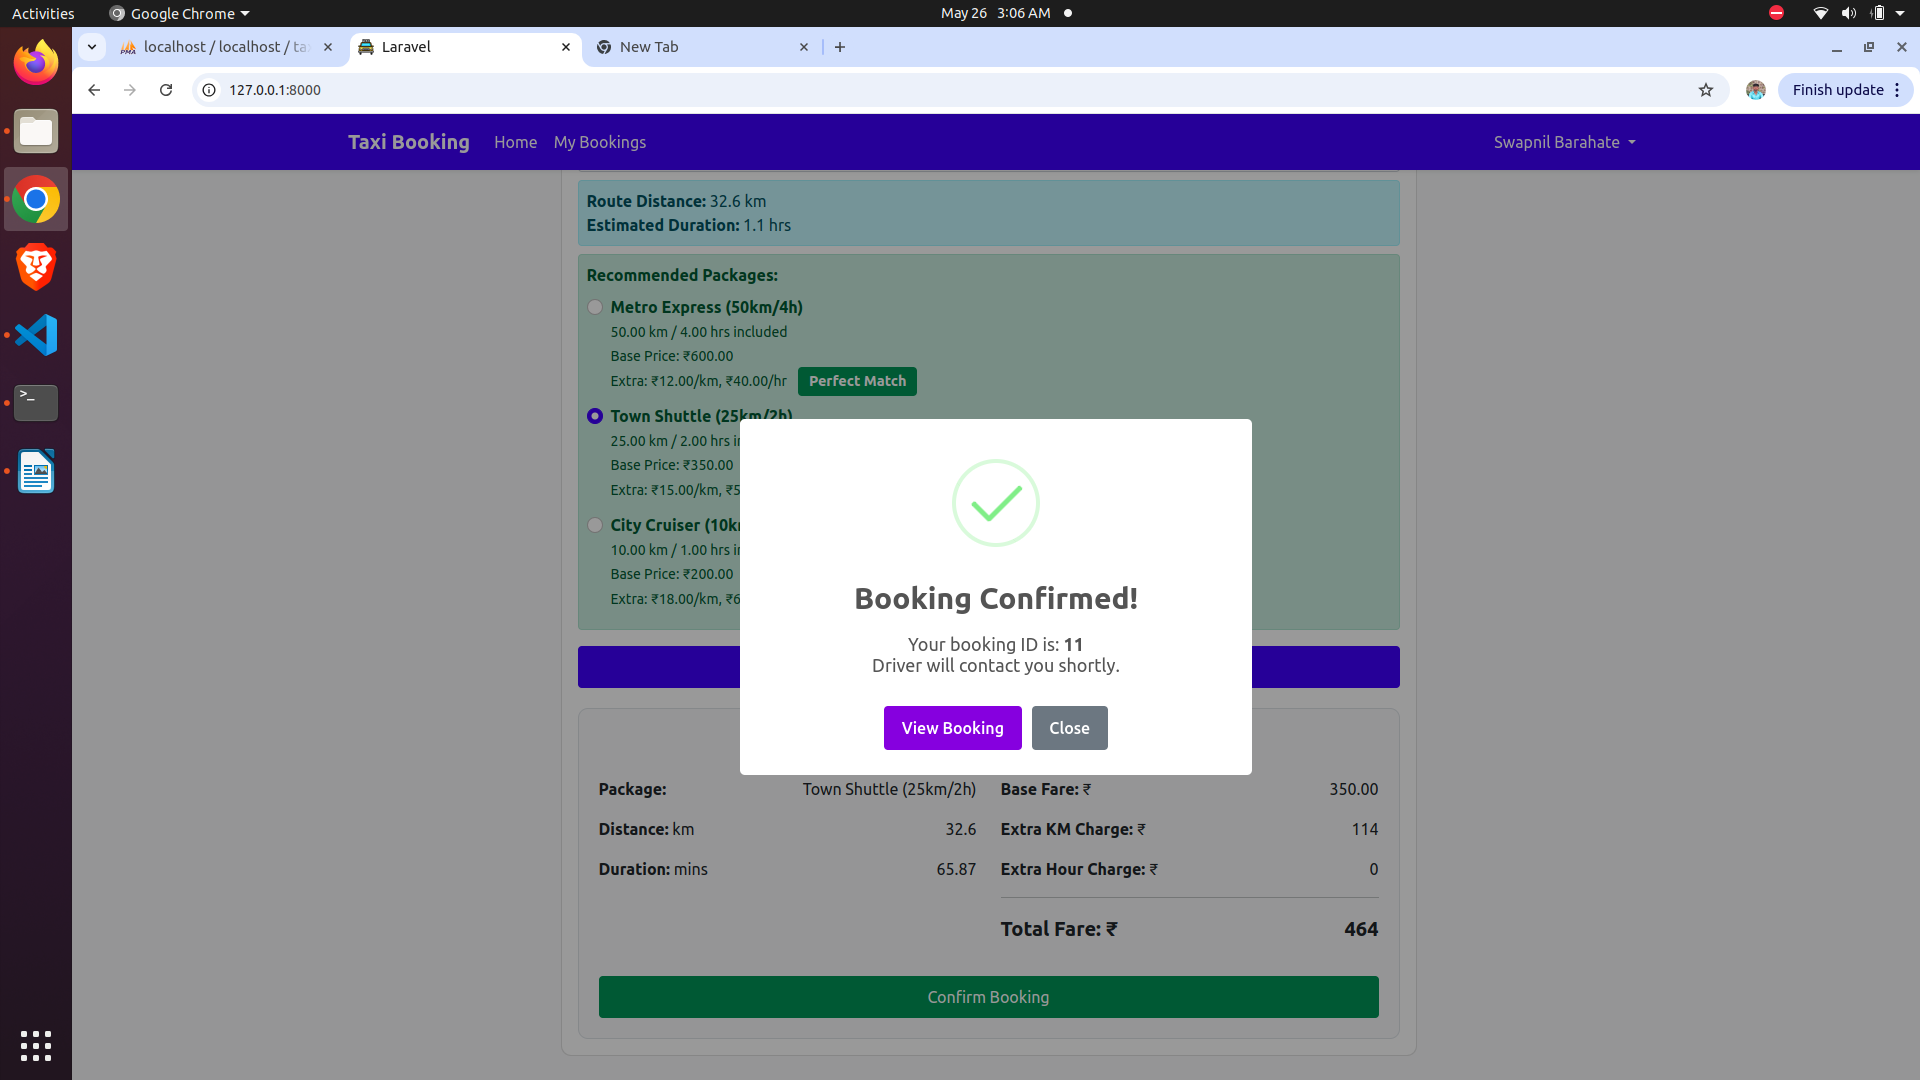 Activities
Google Chrome
May 26 3:06 AM
localhost / localhost / ta
Laravel
New Tab
127.0.0.1:8000
Finish update
Taxi Booking
Home
My Bookings
Swapnil Barahate
Route Distance: 32.6 km
Estimated Duration: 1.1 hrs
Recommended Packages:
Metro Express (50km/4h)
50.00 km / 4.00 hrs included
Base Price: ₹600.00
Extra: ₹12.00/km, ₹40.00/hr
Perfect Match
Town Shuttle (25km/2h)
25.00 km / 2.00 hrs
Base Price: ₹350.00
Extra: ₹15.00/km, ₹5
City Cruiser (10k
10.00 km / 1.00 hrs
Base Price: ₹200.00
Extra: ₹18.00/km, ₹6
Booking Confirmed!
Your booking ID is: 11
Driver will contact you shortly.
View Booking
Close
Package: Town Shuttle (25km/2h)
Distance: km 32.6
Duration: mins 65.87
Base Fare: ₹ 350.00
Extra KM Charge: ₹ 114
Extra Hour Charge: ₹ 0
Total Fare: ₹ 464
Confirm Booking